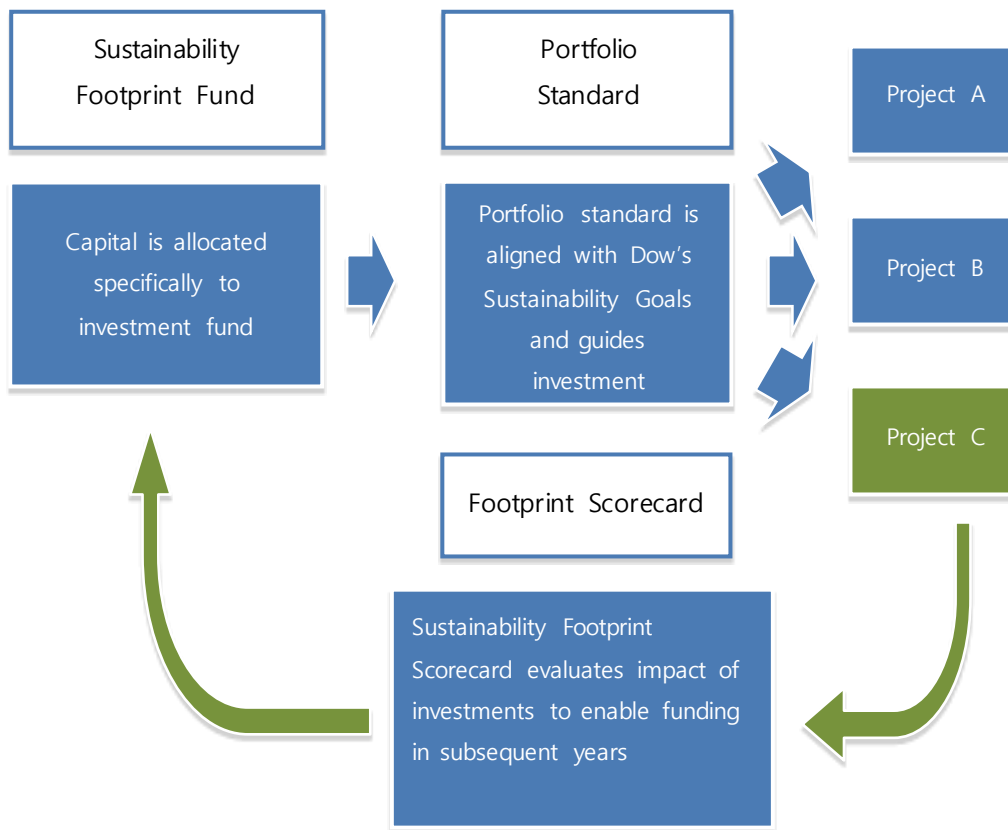 Sustainability
Footprint Fund
Capital is allocated
specifically to
investment fund
Portfolio
Standard
Portfolio standard is
aligned with Dow’s
Sustainability Goals
and guides
investment
Project A
Project B
Project C
Footprint Scorecard
Sustainability Footprint
Scorecard evaluates impact of
investments to enable funding
in subsequent years